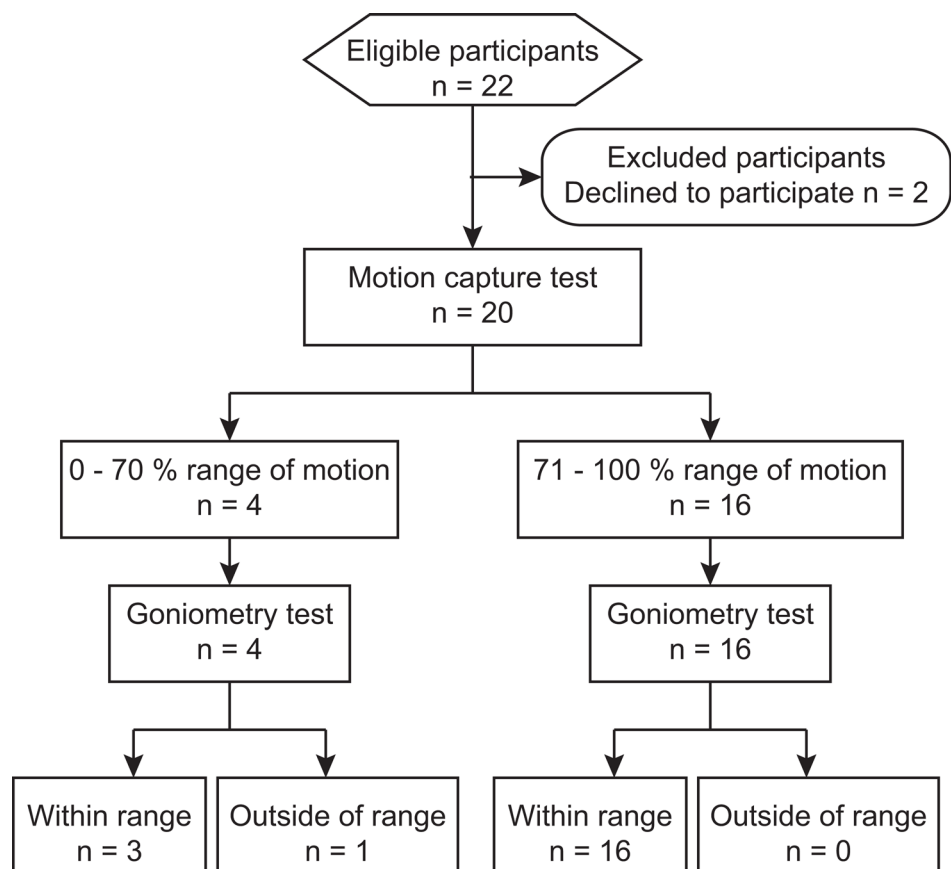 Eligible participants
n = 22
Excluded participants
Declined to participate n = 2
Motion capture test
n = 20
0 - 70 % range of motion
n = 4
71 - 100 % range of motion
n = 16
Goniometry test
n = 4
Goniometry test
n = 16
Within range
n = 3
Outside of range
n = 1
Within range
n = 16
Outside of range
n = 0